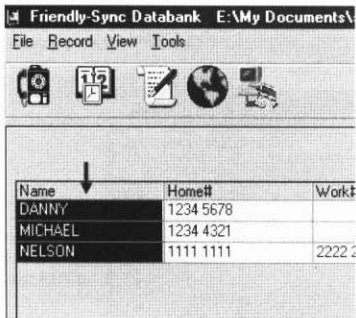 Friendly-Sync Databank E:\My Documents\
File Record View Tools
Name Home# Work#
DANNY 1234 5678
MICHAEL 1234 4321
NELSON 1111 1111 2222 2